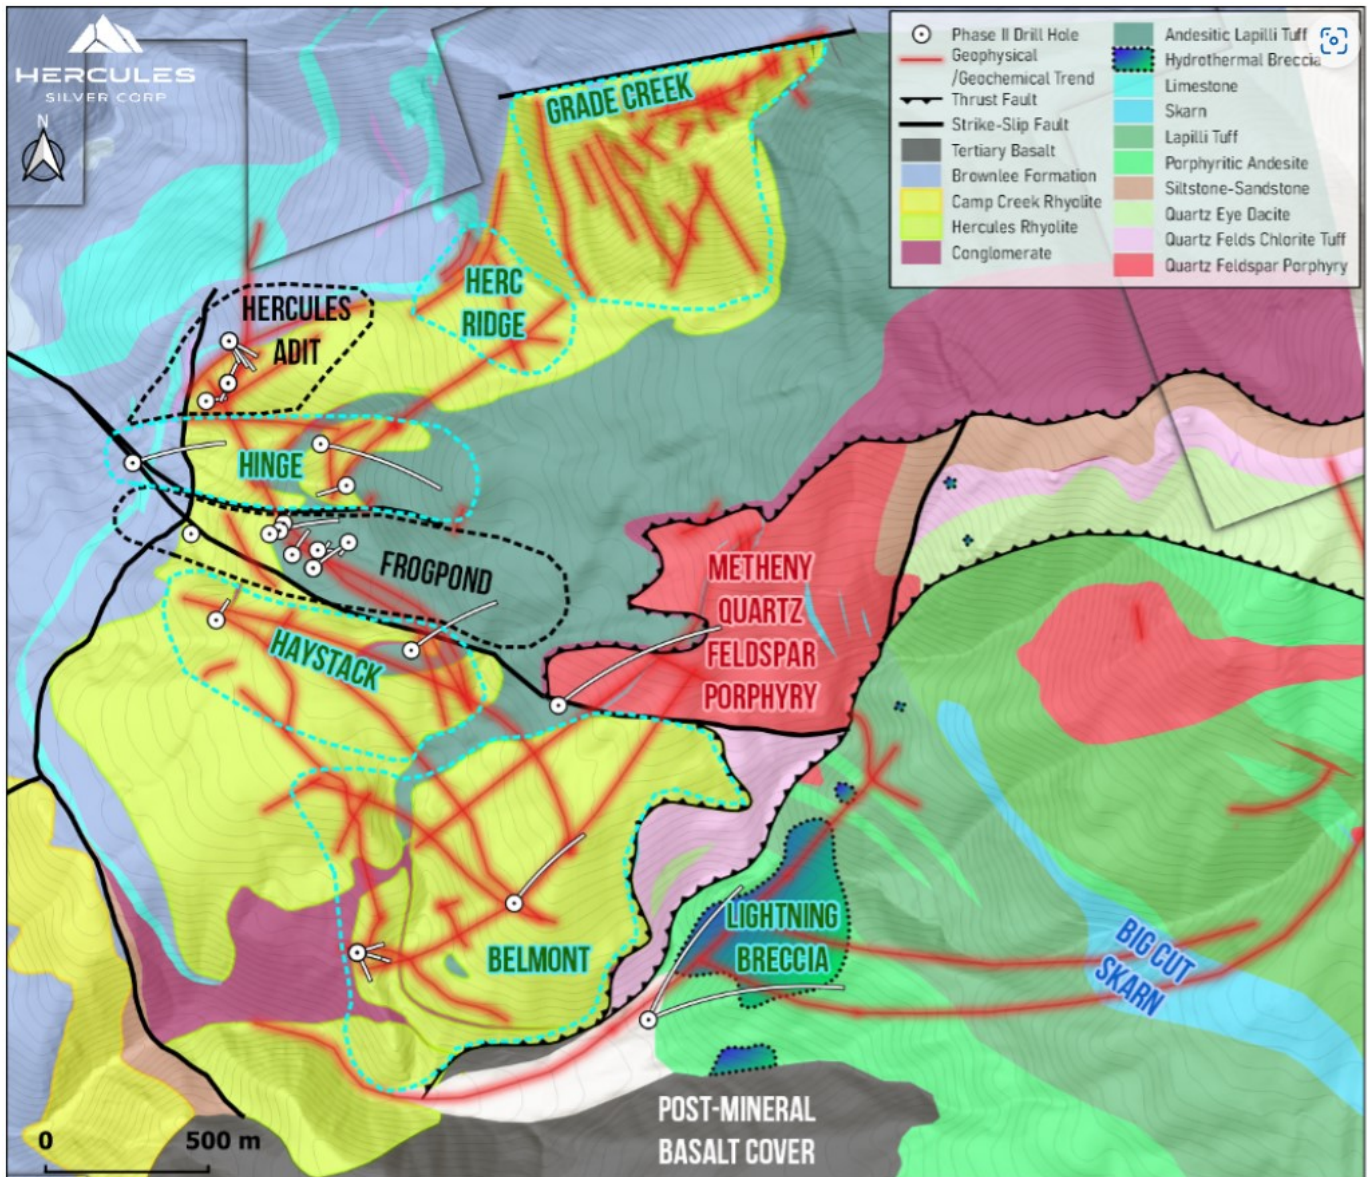 HERCULES
SILVER CORP
N
GRADE CREEK
HERC
RIDGE
HERCULES
ADIT
HINGE
FROGPOND
HAYSTACK
METHENY
QUARTZ
FELDSPAR
PORPHYRY
BELMONT
LIGHTNING
BRECCIA
BIG CUT
SKARN
POST-MINERAL
BASALT COVER
0 500 m
Phase II Drill Hole
Geophysical
/Geochemical Trend
Thrust Fault
Strike-Slip Fault
Tertiary Basalt
Brownlee Formation
Camp Creek Rhyolite
Hercules Rhyolite
Conglomerate
Andesitic Lapilli Tuff
Hydrothermal Breccia
Limestone
Skarn
Lapilli Tuff
Porphyritic Andesite
Siltstone-Sandstone
Quartz Eye Dacite
Quartz Felds Chlorite Tuff
Quartz Feldspar Porphyry